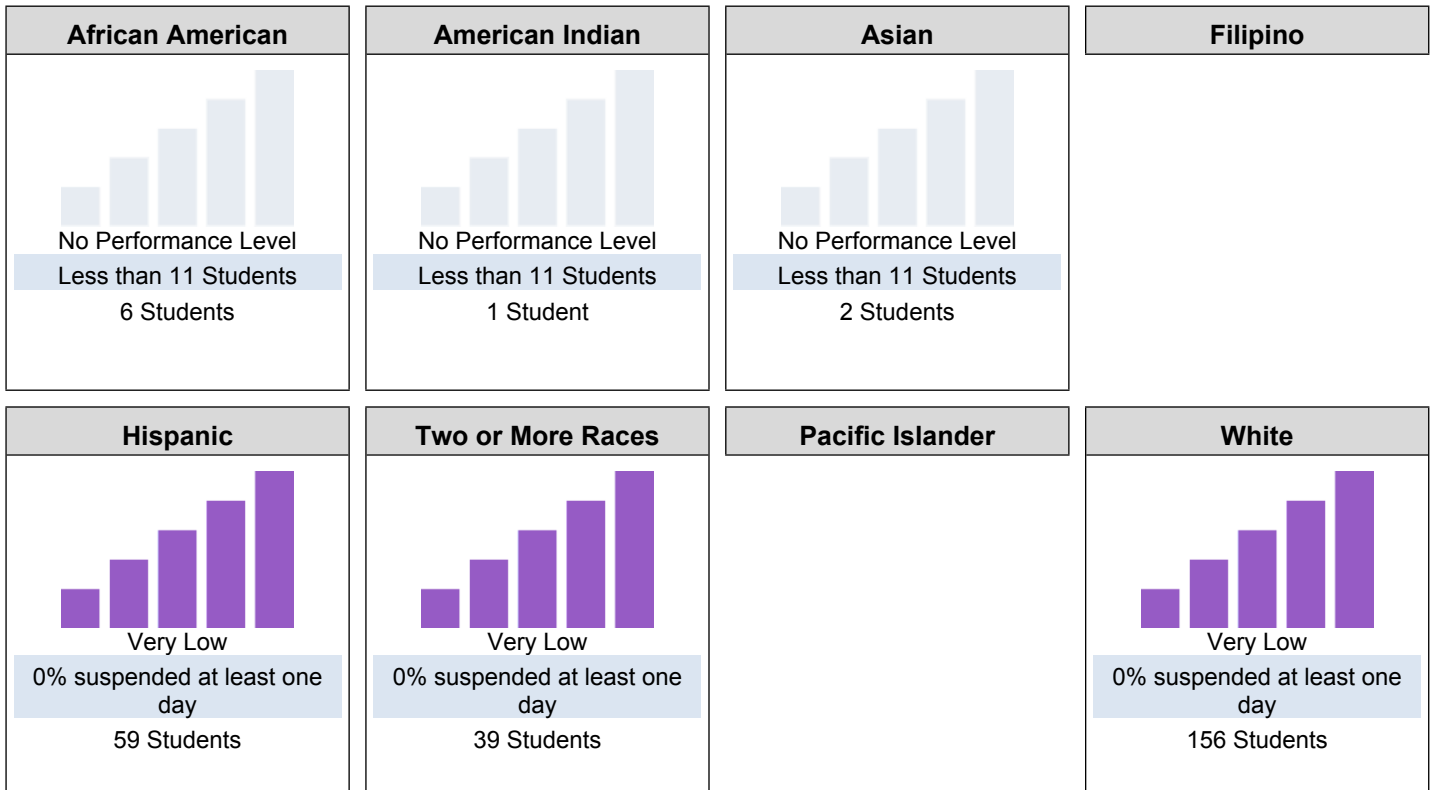 African American
No Performance Level
Less than 11 Students
6 Students
American Indian
No Performance Level
Less than 11 Students
1 Student
Asian
No Performance Level
Less than 11 Students
2 Students
Filipino
Hispanic
Very Low
0% suspended at least one
day
59 Students
Two or More Races
Very Low
0% suspended at least one
day
39 Students
Pacific Islander
White
Very Low
0% suspended at least one
day
156 Students